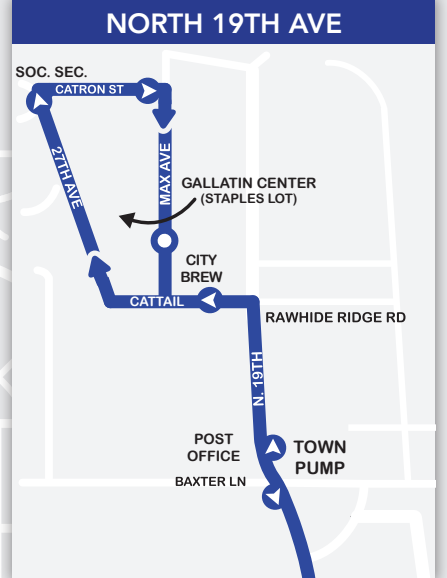 NORTH 19TH AVE
SOC. SEC.
CATRON ST
27TH AVE
MAX AVE
GALLATIN CENTER
(STAPLES LOT)
CITY
BREW
CATTAIL
RAWHIDE RIDGE RD
N. 19TH
POST
OFFICE
TOWN
PUMP
BAXTER LN